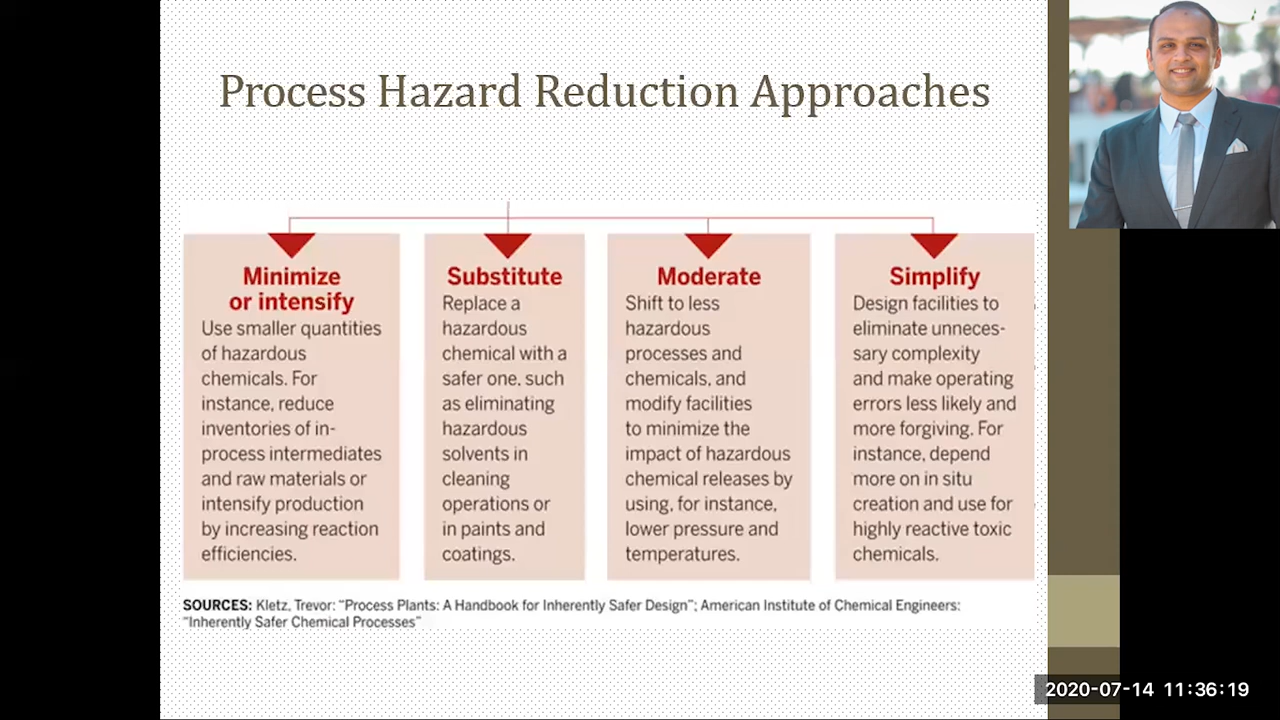 Process Hazard Reduction Approaches
Minimize
or intensify
Use smaller quantities
of hazardous
chemicals. For
instance, reduce
inventories of in-
process intermediates
and raw materials or
intensify production
by increasing reaction
efficiencies.
Substitute
Replace a
hazardous
chemical with a
safer one, such
as eliminating
hazardous
solvents in
cleaning
operations or
in paints and
coatings.
Moderate
Shift to less
hazardous
processes and
chemicals, and
modify facilities
to minimize the
impact of hazardous
chemical releases by
using, for instance,
lower pressure and
temperatures.
Simplify
Design facilities to
eliminate unneces-
sary complexity
and make operating
errors less likely and
more forgiving. For
instance, depend
more on in situ
creation and use for
highly reactive toxic
chemicals.
SOURCES: Kletz, Trevor: “Process Plants: A Handbook for Inherently Safer Design”; American Institute of Chemical Engineers:
“Inherently Safer Chemical Processes”
2020-07-14 11:36:19